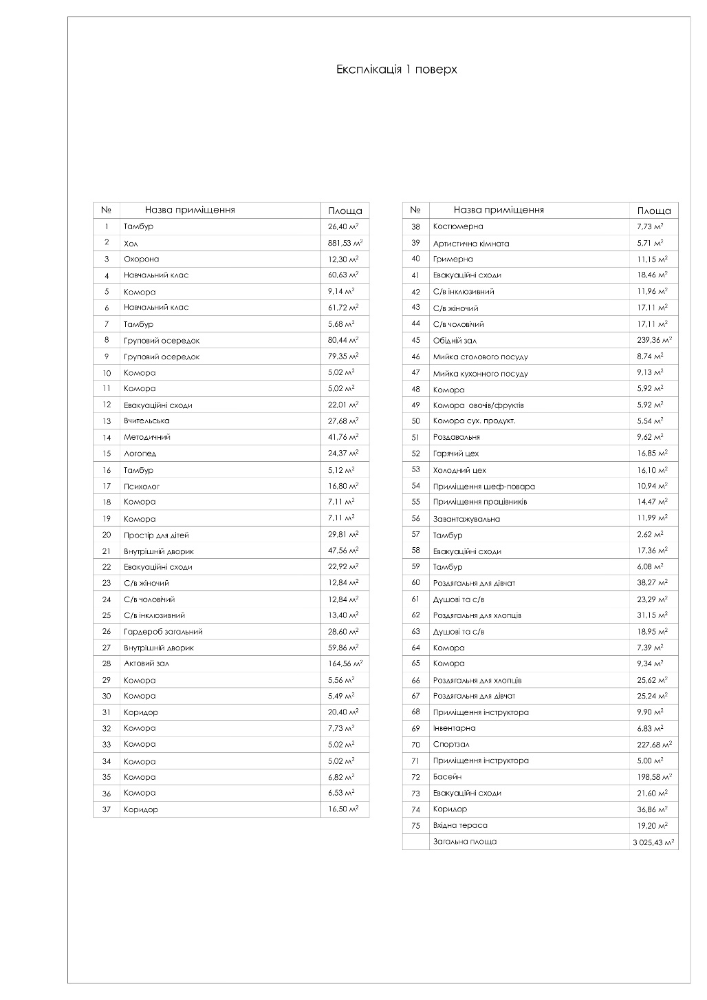 Експлікація 1 поверх
№ Назва приміщення Площа
1 Тамбур 26,40 м²
2 Хол 881,53 м²
3 Охорона 12,30 м²
4 Навчальний клас 60,63 м²
5 Комора 9,14 м²
6 Навчальний клас 61,72 м²
7 Тамбур 5,68 м²
8 Груповий осередок 80,44 м²
9 Груповий осередок 79,35 м²
10 Комора 5,02 м²
11 Комора 5,02 м²
12 Евакуаційні сходи 22,01 м²
13 Вчительська 27,68 м²
14 Методичний 41,76 м²
15 Логопед 24,37 м²
16 Тамбур 5,12 м²
17 Психолог 16,80 м²
18 Комора 7,11 м²
19 Комора 7,11 м²
20 Простір для дітей 29,81 м²
21 Внутрішній дворик 47,56 м²
22 Евакуаційні сходи 22,92 м²
23 С/в жіночий 12,84 м²
24 С/в чоловічий 12,84 м²
25 С/в інклюзивний 13,40 м²
26 Гардероб загальний 28,60 м²
27 Внутрішній дворик 59,86 м²
28 Актовий зал 164,56 м²
29 Комора 5,56 м²
30 Комора 5,49 м²
31 Коридор 20,40 м²
32 Комора 7,73 м²
33 Комора 5,02 м²
34 Комора 5,02 м²
35 Комора 6,82 м²
36 Комора 6,53 м²
37 Коридор 16,50 м²
№ Назва приміщення Площа
38 Костюмерна 7,73 м²
39 Артистична кімната 5,71 м²
40 Гримерна 11,15 м²
41 Евакуаційні сходи 18,46 м²
42 С/в інклюзивний 11,96 м²
43 С/в жіночий 17,11 м²
44 С/в чоловічий 17,11 м²
45 Обідній зал 239,36 м²
46 Мийка столового посуду 8,74 м²
47 Мийка кухонного посуду 9,13 м²
48 Комора 5,92 м²
49 Комора овочів/фруктів 5,92 м²
50 Комора сух. продукт. 5,54 м²
51 Роздавальня 9,62 м²
52 Гарячий цех 16,85 м²
53 Холодний цех 16,10 м²
54 Приміщення шеф-повара 10,94 м²
55 Приміщення працівників 14,47 м²
56 Завантажувальна 11,99 м²
57 Тамбур 2,62 м²
58 Евакуаційні сходи 17,36 м²
59 Тамбур 6,08 м²
60 Роздягальня для дівчат 38,27 м²
61 Душові та с/в 23,29 м²
62 Роздягальня для хлопців 31,15 м²
63 Душові та с/в 18,95 м²
64 Комора 7,39 м²
65 Комора 9,34 м²
66 Роздягальня для хлопців 25,62 м²
67 Роздягальня для дівчат 25,24 м²
68 Приміщення інструктора 9,90 м²
69 Інвентарна 6,83 м²
70 Спортзал 227,68 м²
71 Приміщення інструктора 5,00 м²
72 Басейн 198,58 м²
73 Евакуаційні сходи 21,60 м²
74 Коридор 36,86 м²
75 Вхідна тераса 19,20 м²
Загальна площа 3 025,43 м²